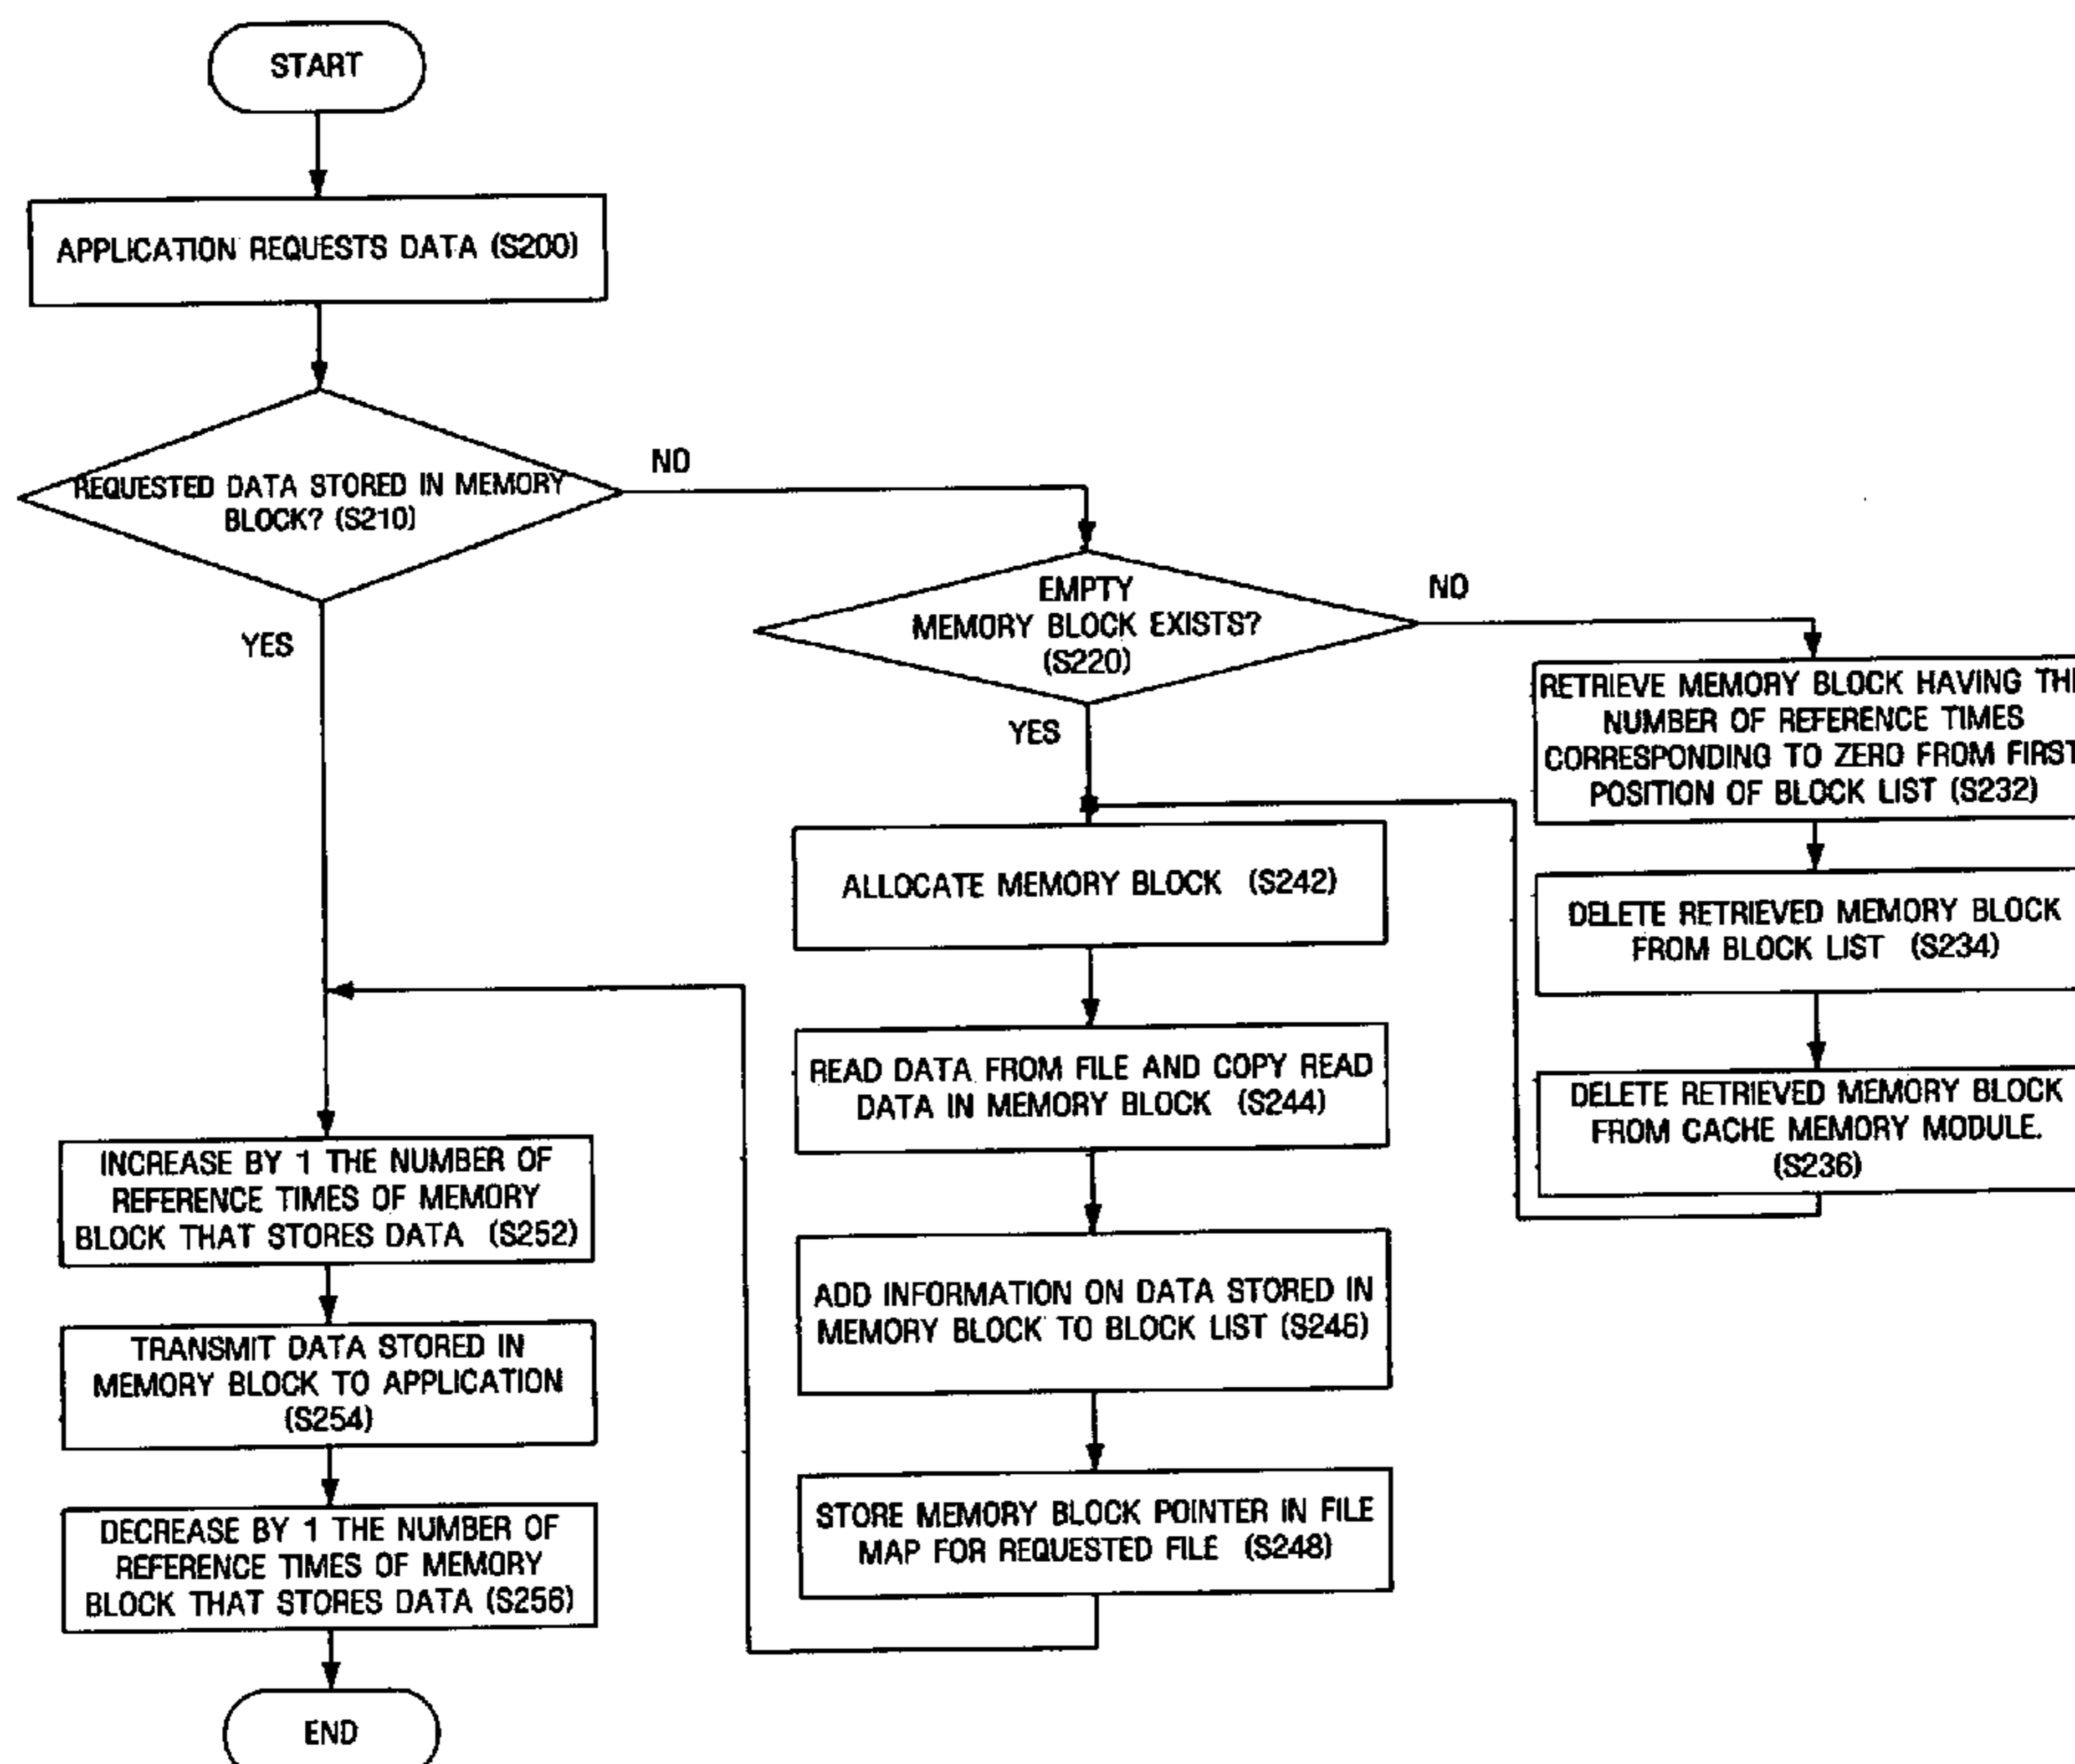 START
APPLICATION REQUESTS DATA (S200)
REQUESTED DATA STORED IN MEMORY
BLOCK? (S210)
NO
YES
EMPTY
MEMORY BLOCK EXISTS?
(S220)
NO
YES
RETRIEVE MEMORY BLOCK HAVING
NUMBER OF REFERENCE TIMES
CORRESPONDING TO ZERO FROM FIRST
POSITION OF BLOCK LIST (S232)
DELETE RETRIEVED MEMORY BLOCK
FROM BLOCK LIST (S234)
DELETE RETRIEVED MEMORY BLOCK
FROM CACHE MEMORY MODULE.
(S236)
ALLOCATE MEMORY BLOCK (S242)
READ DATA FROM FILE AND COPY READ
DATA IN MEMORY BLOCK (S244)
ADD INFORMATION ON DATA STORED IN
MEMORY BLOCK TO BLOCK LIST (S246)
STORE MEMORY BLOCK POINTER IN FILE
MAP FOR REQUESTED FILE (S248)
INCREASE BY 1 THE NUMBER OF
REFERENCE TIMES OF MEMORY
BLOCK THAT STORES DATA (S252)
TRANSMIT DATA STORED IN
MEMORY BLOCK TO APPLICATION
(S254)
DECREASE BY 1 THE NUMBER OF
REFERENCE TIMES OF MEMORY
BLOCK THAT STORES DATA (S256)
END